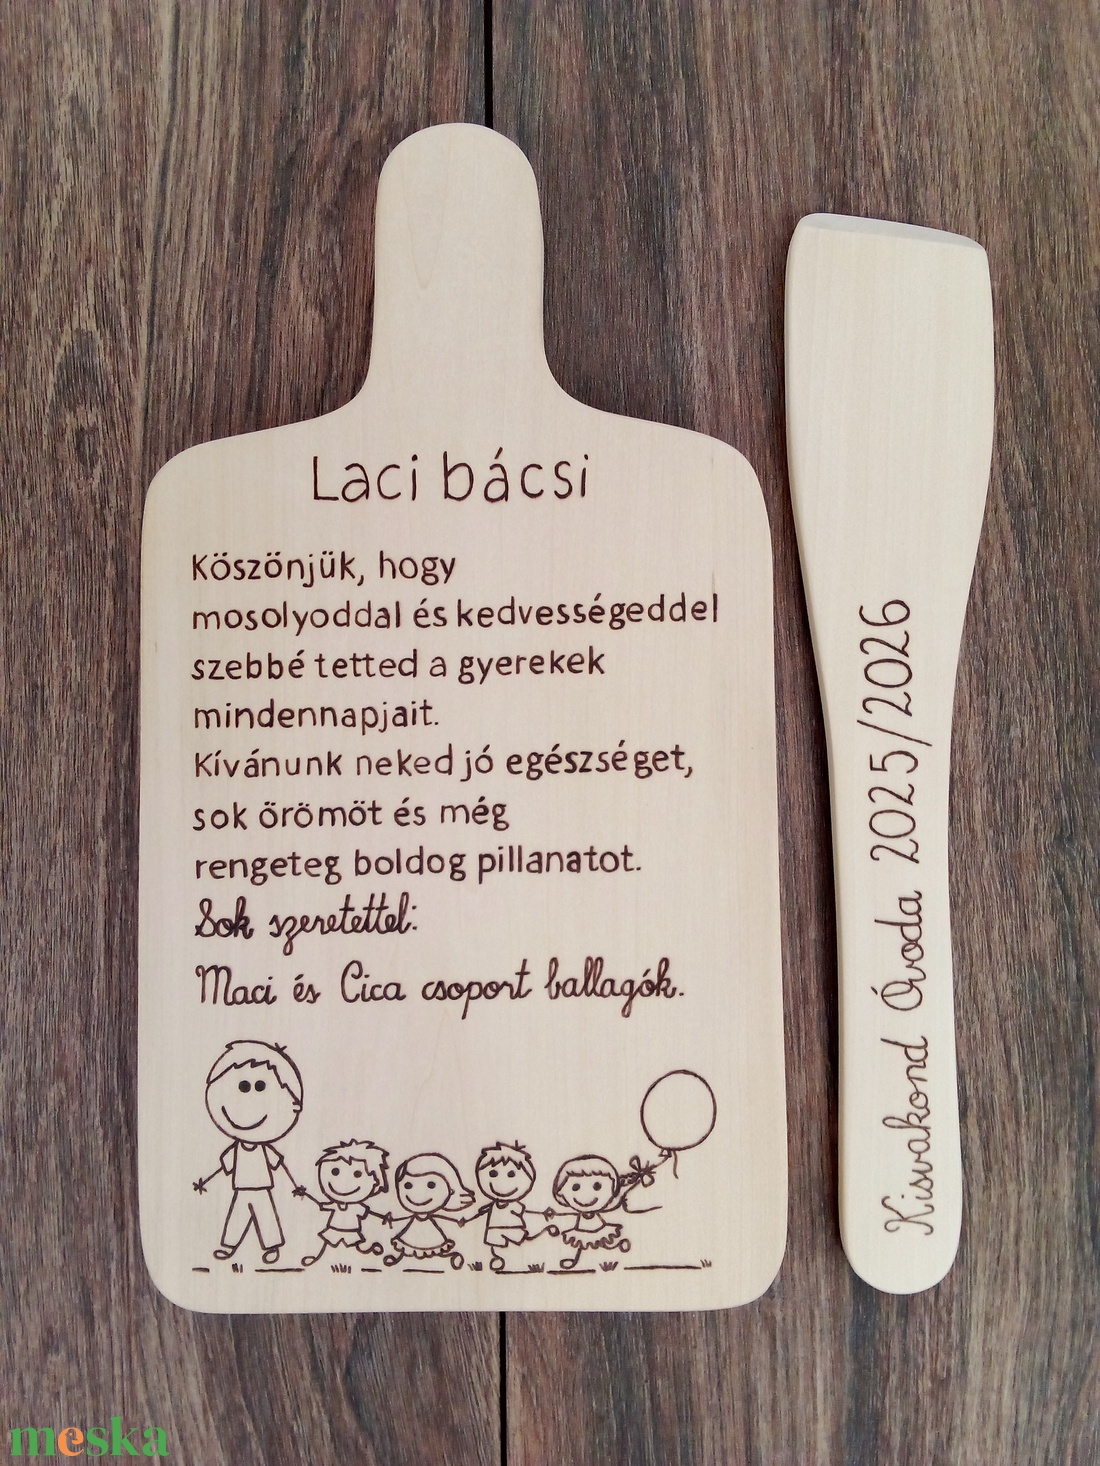 Laci bácsi
Köszönjük, hogy
mosolyoddal és kedvességeddel
szebbé tetted a gyerekek
mindennapjait.
Kívánunk neked jó egészséget,
sok örömöt és még
rengeteg boldog pillanatot.
Sok szeretettel:
Maci és Cica csoport ballagók.
Kisvakond Óvoda 2025/2026
meska